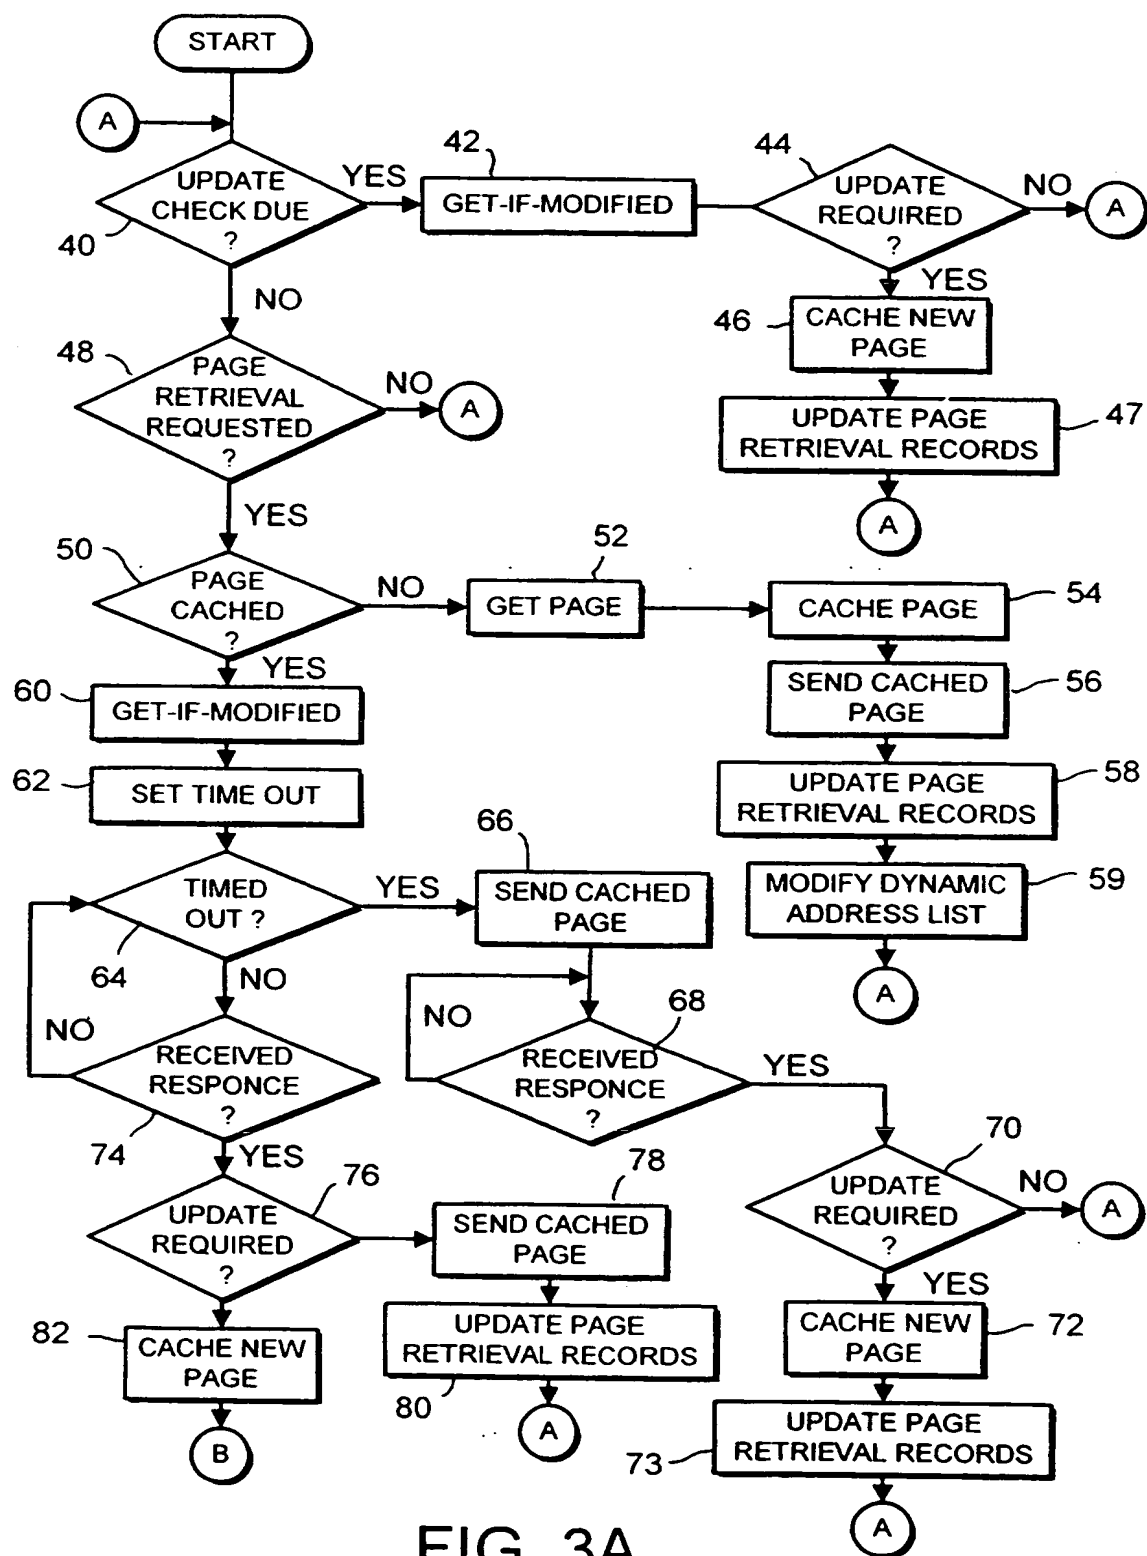 START
A
42
44
UPDATE
CHECK DUE
?
YES
GET-IF-MODIFIED
UPDATE
REQUIRED
?
NO
A
40
NO
YES
46
CACHE NEW
PAGE
48
PAGE
RETRIEVAL
REQUESTED
?
NO
A
UPDATE PAGE
RETRIEVAL RECORDS
47
A
YES
50
PAGE
CACHED
?
NO
52
GET PAGE
CACHE PAGE
54
YES
60
GET-IF-MODIFIED
SEND CACHED
PAGE
56
62
SET TIME OUT
UPDATE PAGE
RETRIEVAL RECORDS
58
66
TIMED
OUT ?
YES
SEND CACHED
PAGE
MODIFY DYNAMIC
ADDRESS LIST
59
64
NO
A
NO
RECEIVED
RESPONCE
?
74
NO
68
RECEIVED
RESPONCE
?
YES
YES
76
UPDATE
REQUIRED
?
78
SEND CACHED
PAGE
70
UPDATE
REQUIRED
?
NO
A
YES
82
CACHE NEW
PAGE
UPDATE PAGE
RETRIEVAL RECORDS
80
CACHE NEW
PAGE
72
B
A
UPDATE PAGE
RETRIEVAL RECORDS
73
A
FIG. 3A